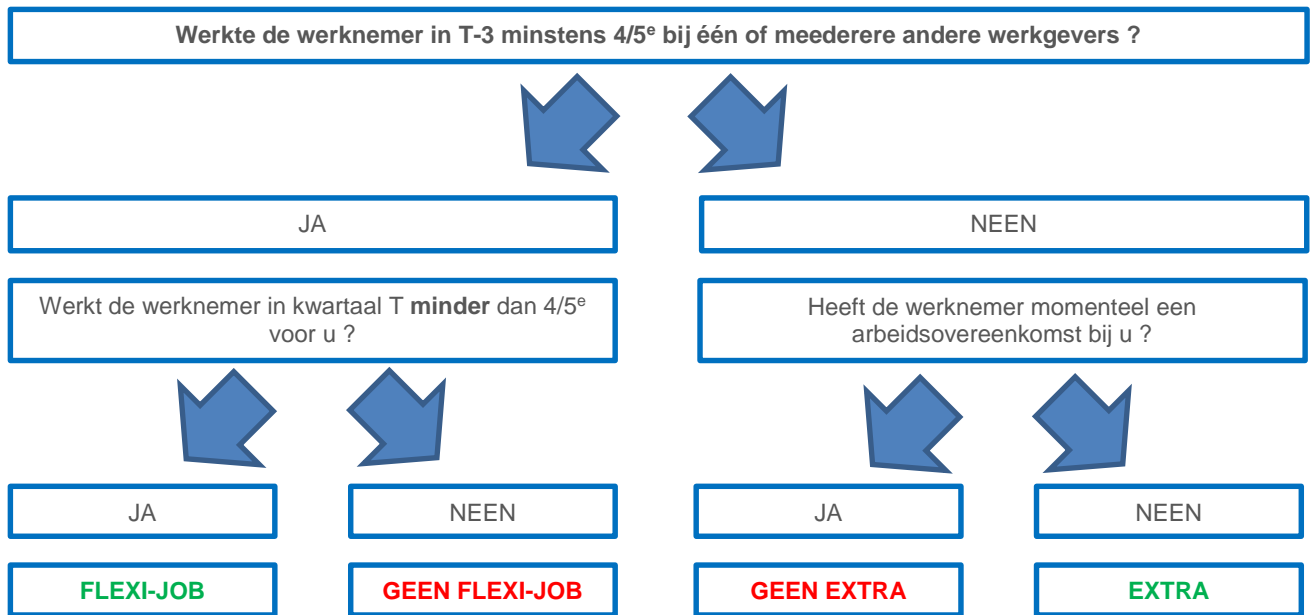 Werkte de werknemer in T-3 minstens 4/5ᵉ bij één of meederere andere werkgevers ?
JA
NEEN
Werkt de werknemer in kwartaal T minder dan 4/5ᵉ
voor u ?
Heeft de werknemer momenteel een
arbeidsovereenkomst bij u ?
JA
NEEN
JA
NEEN
FLEXI-JOB
GEEN FLEXI-JOB
GEEN EXTRA
EXTRA